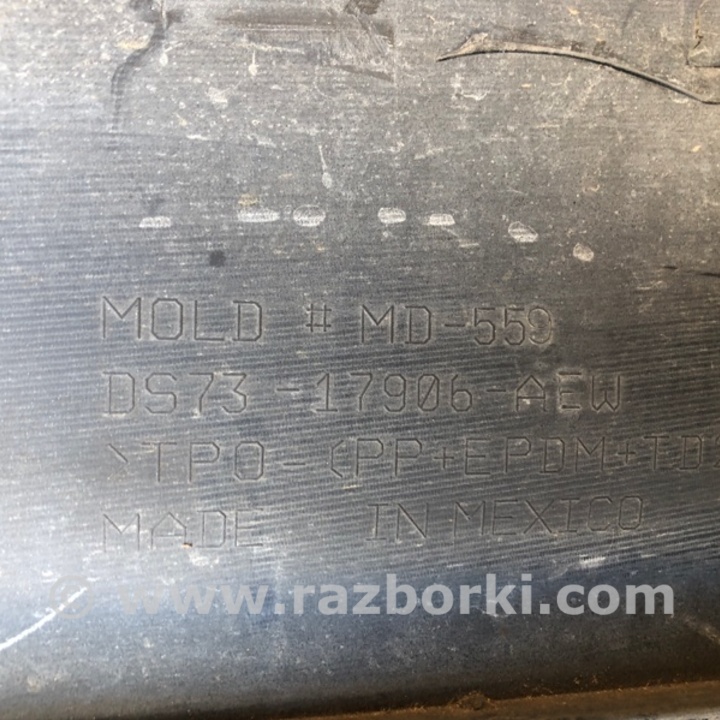 MOLD # MD-559
DS73-17906-AEW
>TPO-(PP+EPDM+TD
MADE IN MEXICO
© www.razborki.com